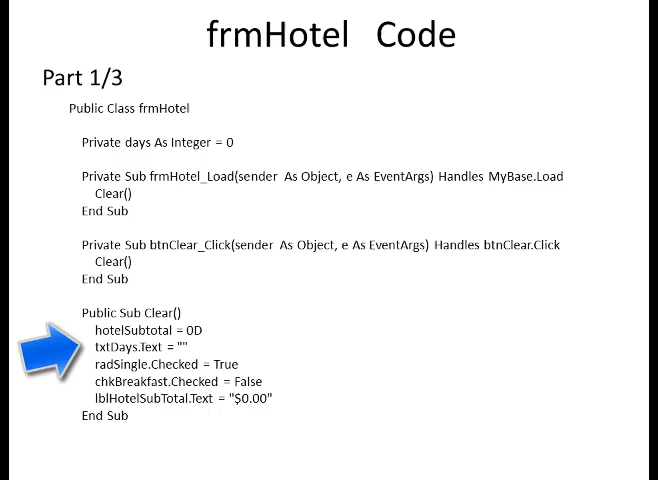 frmHotel Code
Part 1/3
Public Class frmHotel
Private days As Integer = 0
Private Sub frmHotel_Load(sender As Object, e As EventArgs) Handles MyBase.Load
Clear()
End Sub
Private Sub btnClear_Click(sender As Object, e As EventArgs) Handles btnClear.Click
Clear()
End Sub
Public Sub Clear()
hotelSubtotal = 0D
txtDays.Text = ""
radSingle.Checked = True
chkBreakfast.Checked = False
lblHotelSubTotal.Text = "$0.00"
End Sub